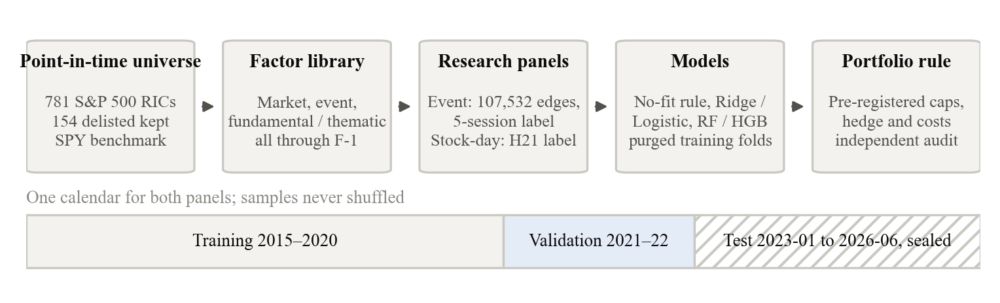 Point-in-time universe
781 S&P 500 RICs
154 delisted kept
SPY benchmark
Factor library
Market, event,
fundamental / thematic
all through F-1
Research panels
Event: 107,532 edges,
5-session label
Stock-day: H21 label
Models
No-fit rule, Ridge /
Logistic, RF / HGB
purged training folds
Portfolio rule
Pre-registered caps,
hedge and costs
independent audit
One calendar for both panels; samples never shuffled
Training 2015–2020
Validation 2021–22
Test 2023-01 to 2026-06, sealed